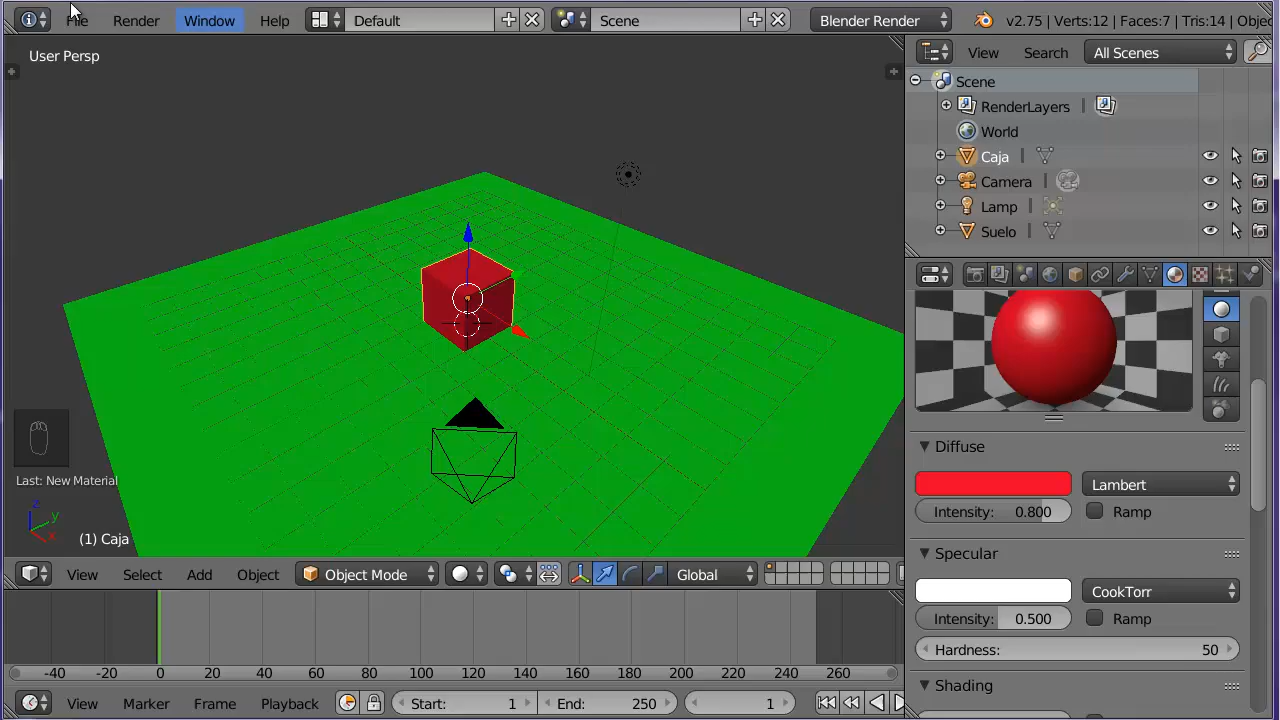 File Render Window Help Default Scene Blender Render v2.75 | Verts:12 | Faces:7 | Tris:14 | Objec
User Persp
View Search All Scenes
Scene
RenderLayers
World
Caja
Camera
Lamp
Suelo
Diffuse
Lambert
Intensity: 0.800 Ramp
Specular
CookTorr
Intensity: 0.500 Ramp
Hardness: 50
Shading
Last: New Material
z
y
x
(1) Caja
View Select Add Object Object Mode Global
-40 -20 0 20 40 60 80 100 120 140 160 180 200 220 240 260
View Marker Frame Playback Start: 1 End: 250 1